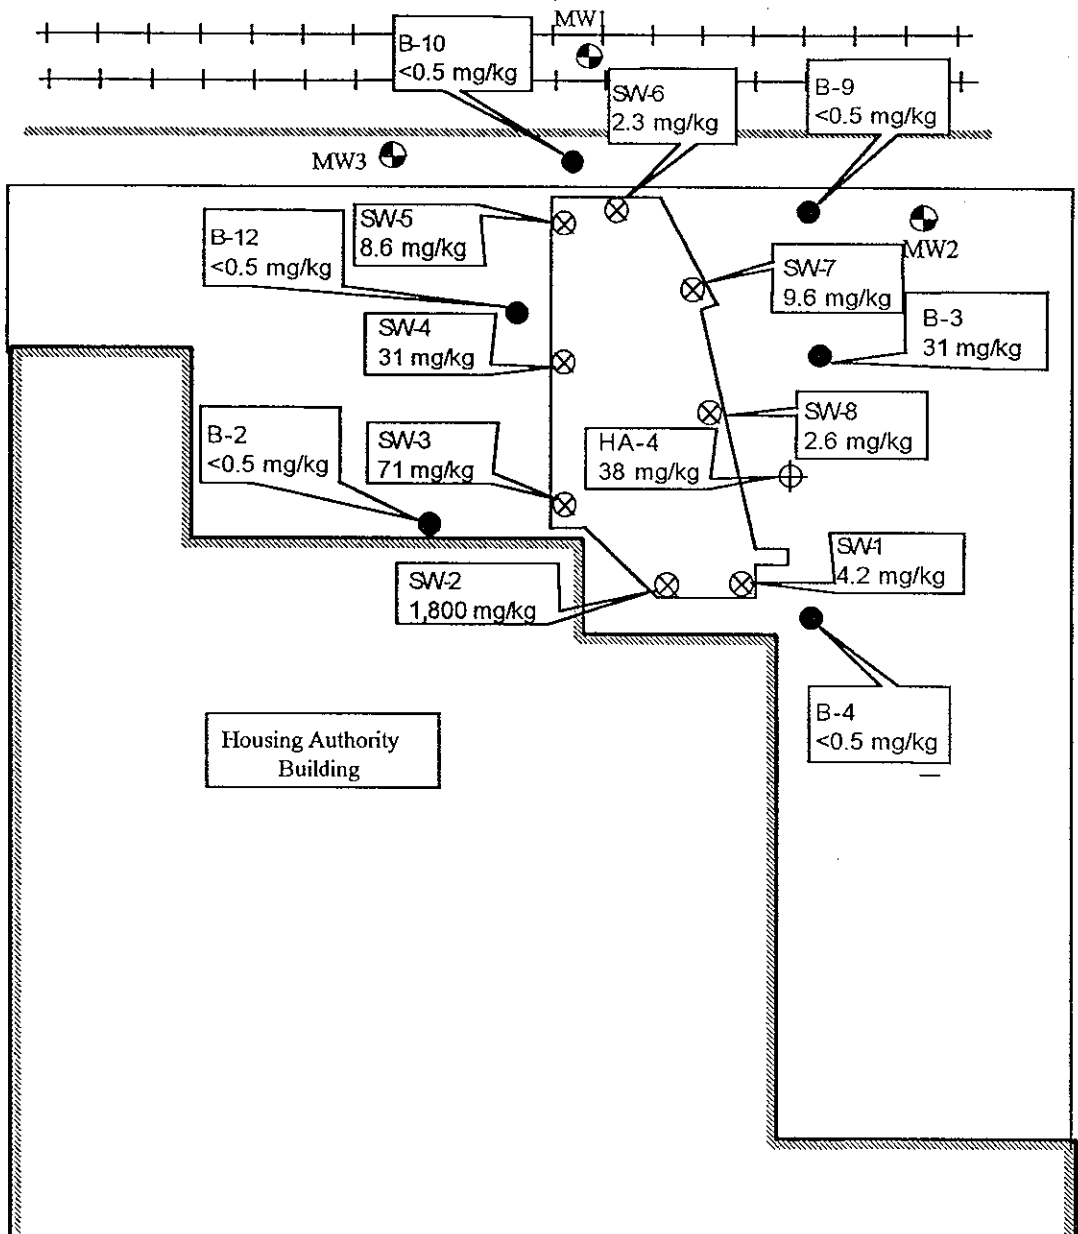 MW1
B-10
<0.5 mg/kg
SW-6
2.3 mg/kg
B-9
<0.5 mg/kg
MW3
SW-5
8.6 mg/kg
B-12
<0.5 mg/kg
MW2
SW-7
9.6 mg/kg
SW-4
31 mg/kg
B-3
31 mg/kg
SW-8
2.6 mg/kg
B-2
<0.5 mg/kg
SW-3
71 mg/kg
HA-4
38 mg/kg
SW-1
4.2 mg/kg
SW-2
1,800 mg/kg
B-4
<0.5 mg/kg
Housing Authority
Building